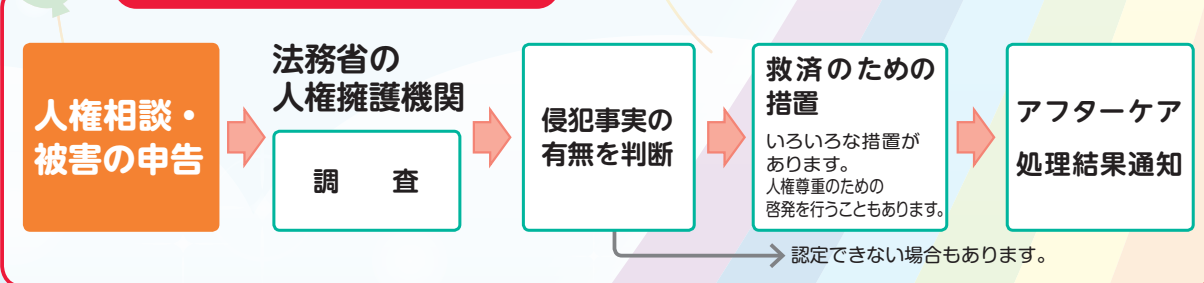 人権相談・
被害の申告
法務省の
人権擁護機関
調　査
侵犯事実の
有無を判断
救済のための
措置
いろいろな措置が
あります。
人権尊重のための
啓発を行うこともあります。
アフターケア
処理結果通知
認定できない場合もあります。